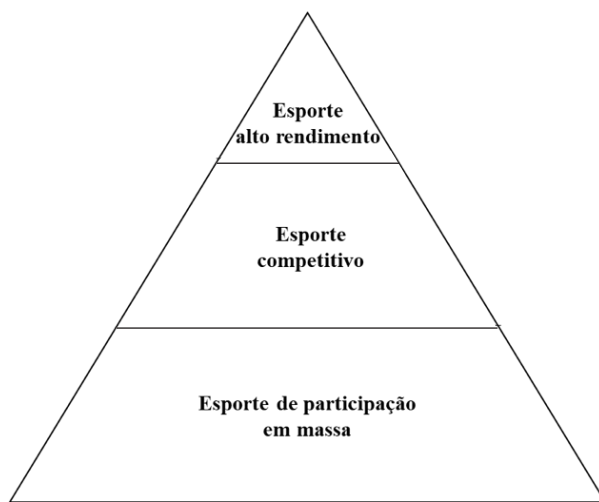 Esporte
alto rendimento
Esporte
competitivo
Esporte de participação
em massa